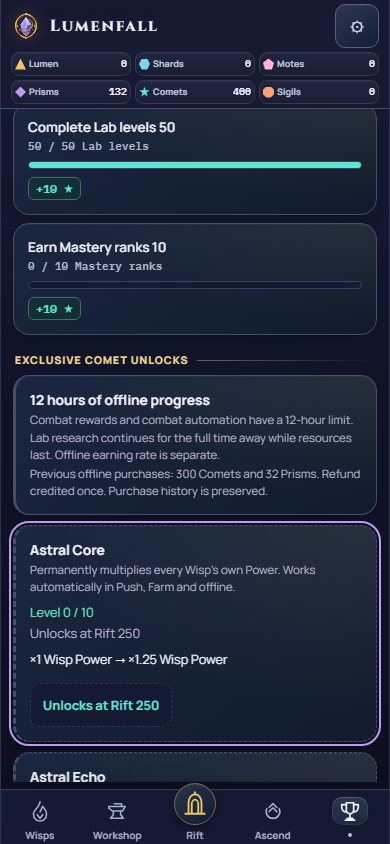 LUMENFALL
Lumen 0
Shards 0
Motes 0
Prisms 132
Comets 400
Sigils 0
Complete Lab levels 50
50 / 50 Lab levels
+10 ★
Earn Mastery ranks 10
0 / 10 Mastery ranks
+10 ★
EXCLUSIVE COMET UNLOCKS
12 hours of offline progress
Combat rewards and combat automation have a 12-hour limit.
Lab research continues for the full time away while resources
last. Offline earning rate is separate.
Previous offline purchases: 300 Comets and 32 Prisms. Refund
credited once. Purchase history is preserved.
Astral Core
Permanently multiplies every Wisp's own Power. Works
automatically in Push, Farm and offline.
Level 0 / 10
Unlocks at Rift 250
×1 Wisp Power → ×1.25 Wisp Power
Unlocks at Rift 250
Astral Echo
Wisps
Workshop
Rift
Ascend